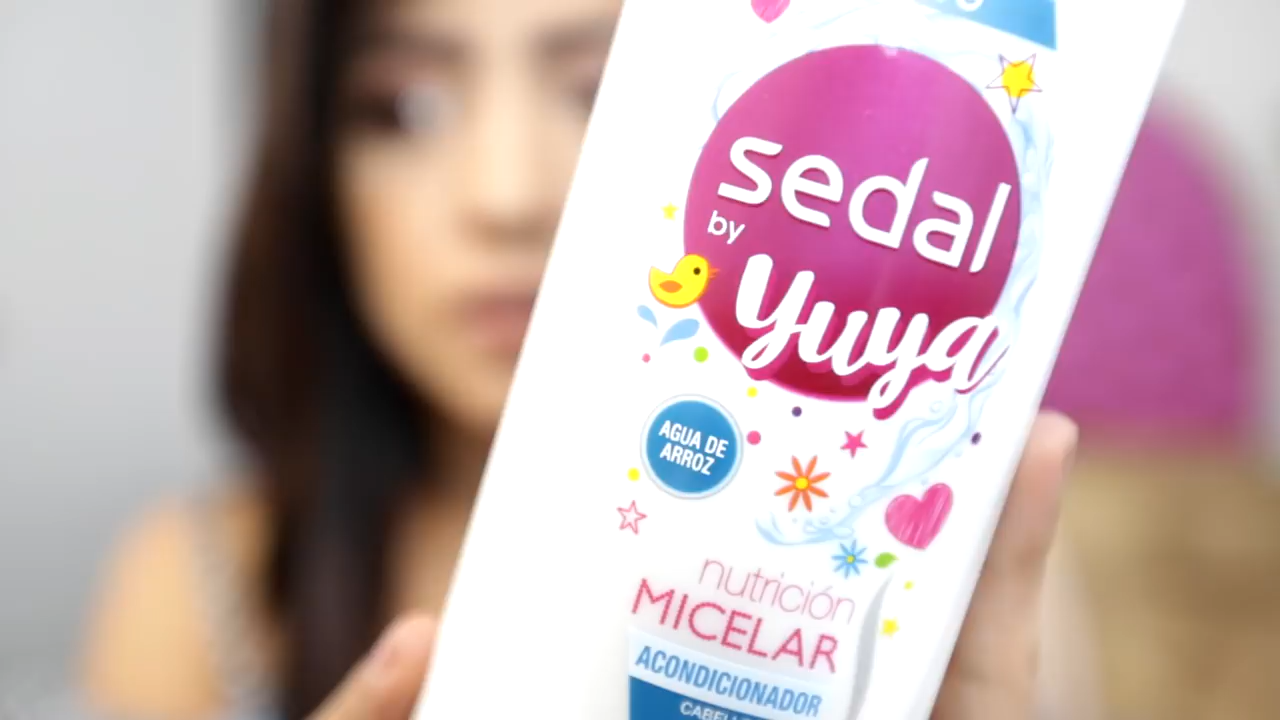 sedal
by
Yuya
AGUA DE
ARROZ
nutrición
MICELAR
ACONDICIONADOR